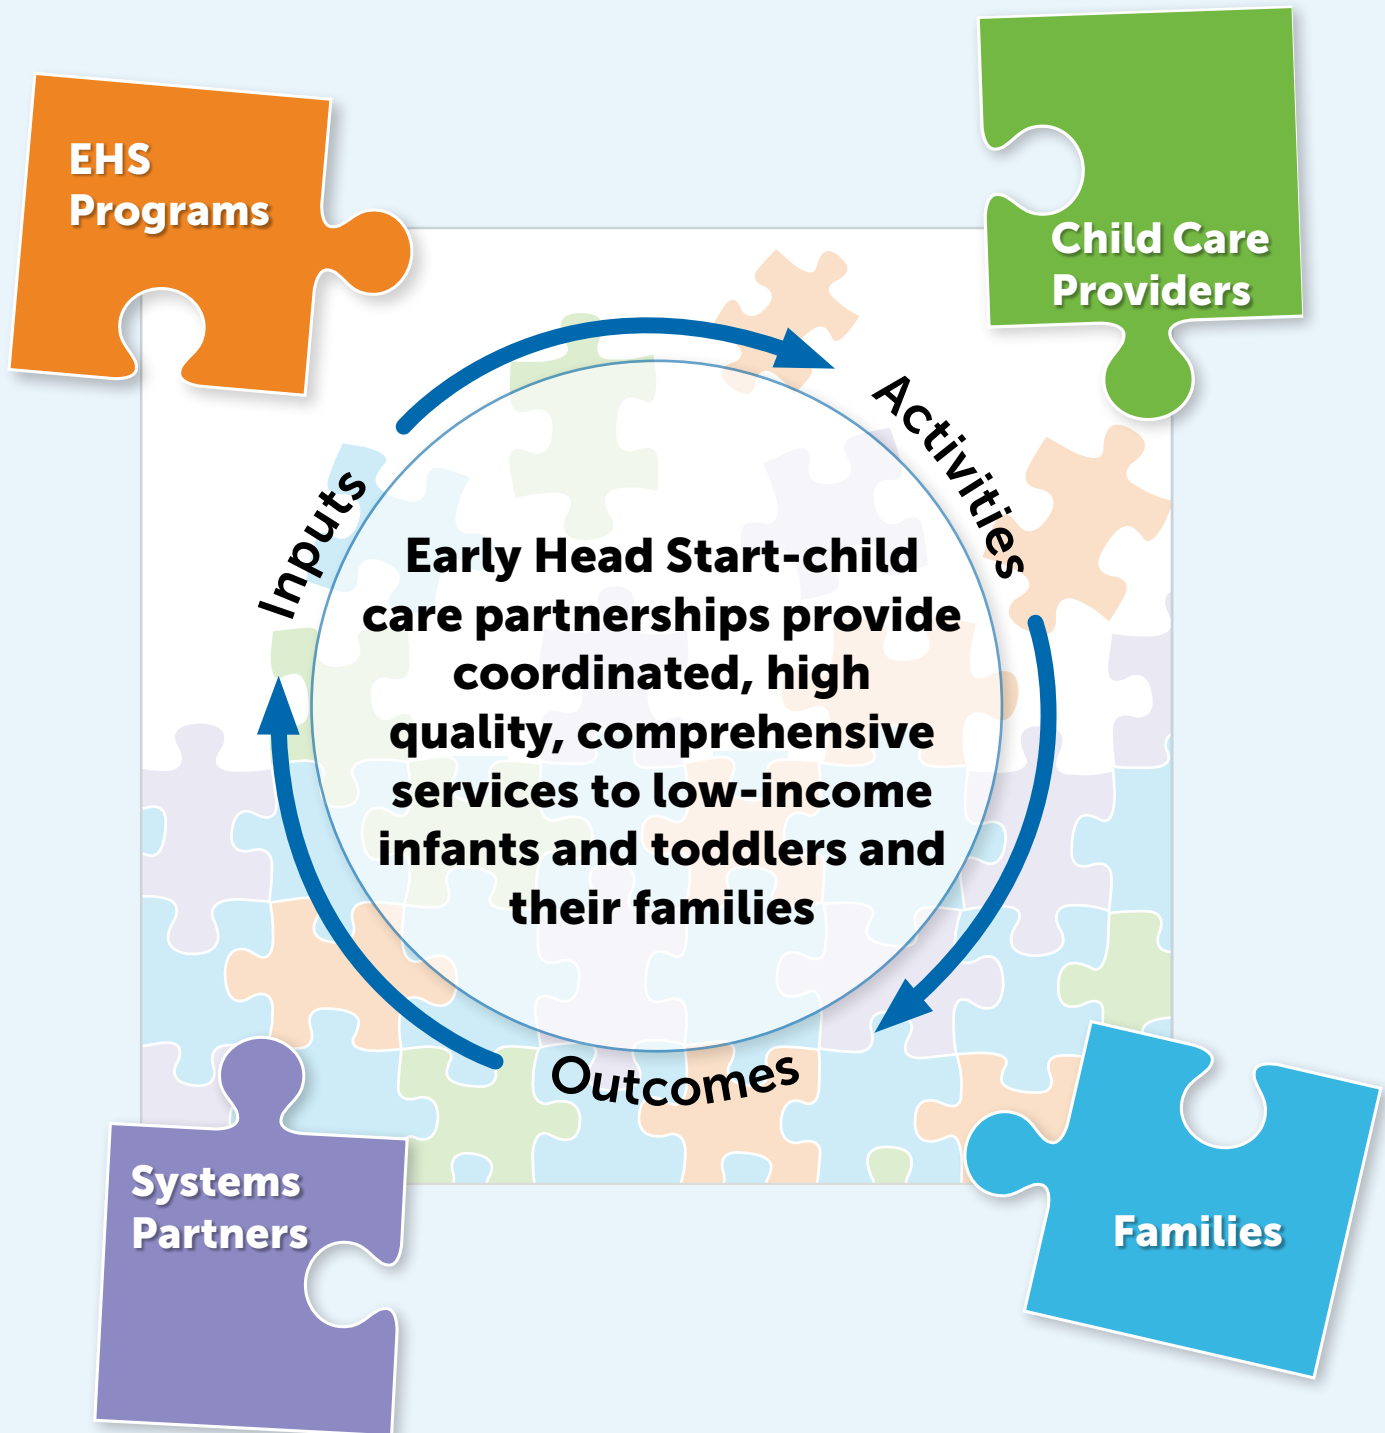 EHS
Programs
Child Care
Providers
Activities
Inputs
Early Head Start-child
care partnerships provide
coordinated, high
quality, comprehensive
services to low-income
infants and toddlers and
their families
Outcomes
Systems
Partners
Families